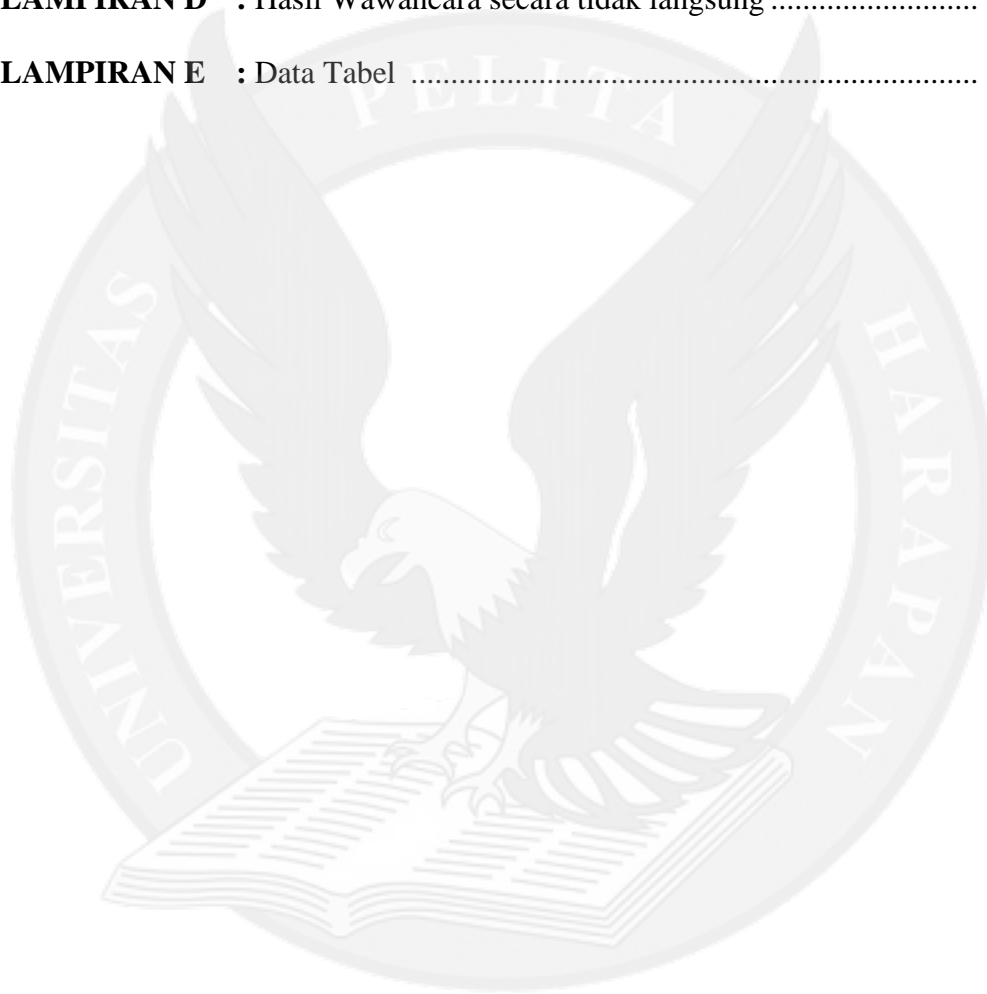 LAMPIRAN D : Hasil Wawancara secara tidak langsung ..........................
LAMPIRAN E : Data Tabel ........................................................................
UNIVERSITAS PELITA HARAPAN